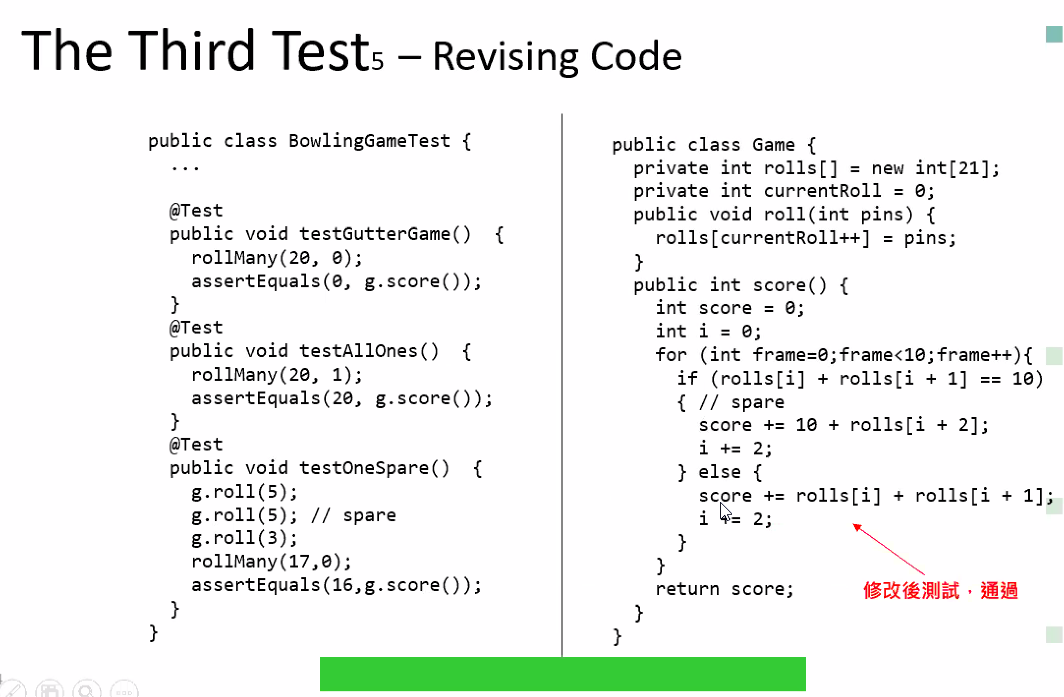 The Third Test5 – Revising Code
public class BowlingGameTest {
...
@Test
public void testGutterGame()  {
rollMany(20, 0);
assertEquals(0, g.score());
}
@Test
public void testAllOnes()  {
rollMany(20, 1);
assertEquals(20, g.score());
}
@Test
public void testOneSpare()  {
g.roll(5);
g.roll(5); // spare
g.roll(3);
rollMany(17,0);
assertEquals(16,g.score());
}
}
public class Game {
private int rolls[] = new int[21];
private int currentRoll = 0;
public void roll(int pins) {
rolls[currentRoll++] = pins;
}
public int score() {
int score = 0;
int i = 0;
for (int frame=0;frame<10;frame++){
if (rolls[i] + rolls[i + 1] == 10)
{ // spare
score += 10 + rolls[i + 2];
i += 2;
} else {
score += rolls[i] + rolls[i + 1];
i += 2;
}
}
return score;
}
}
修改後測試，通過